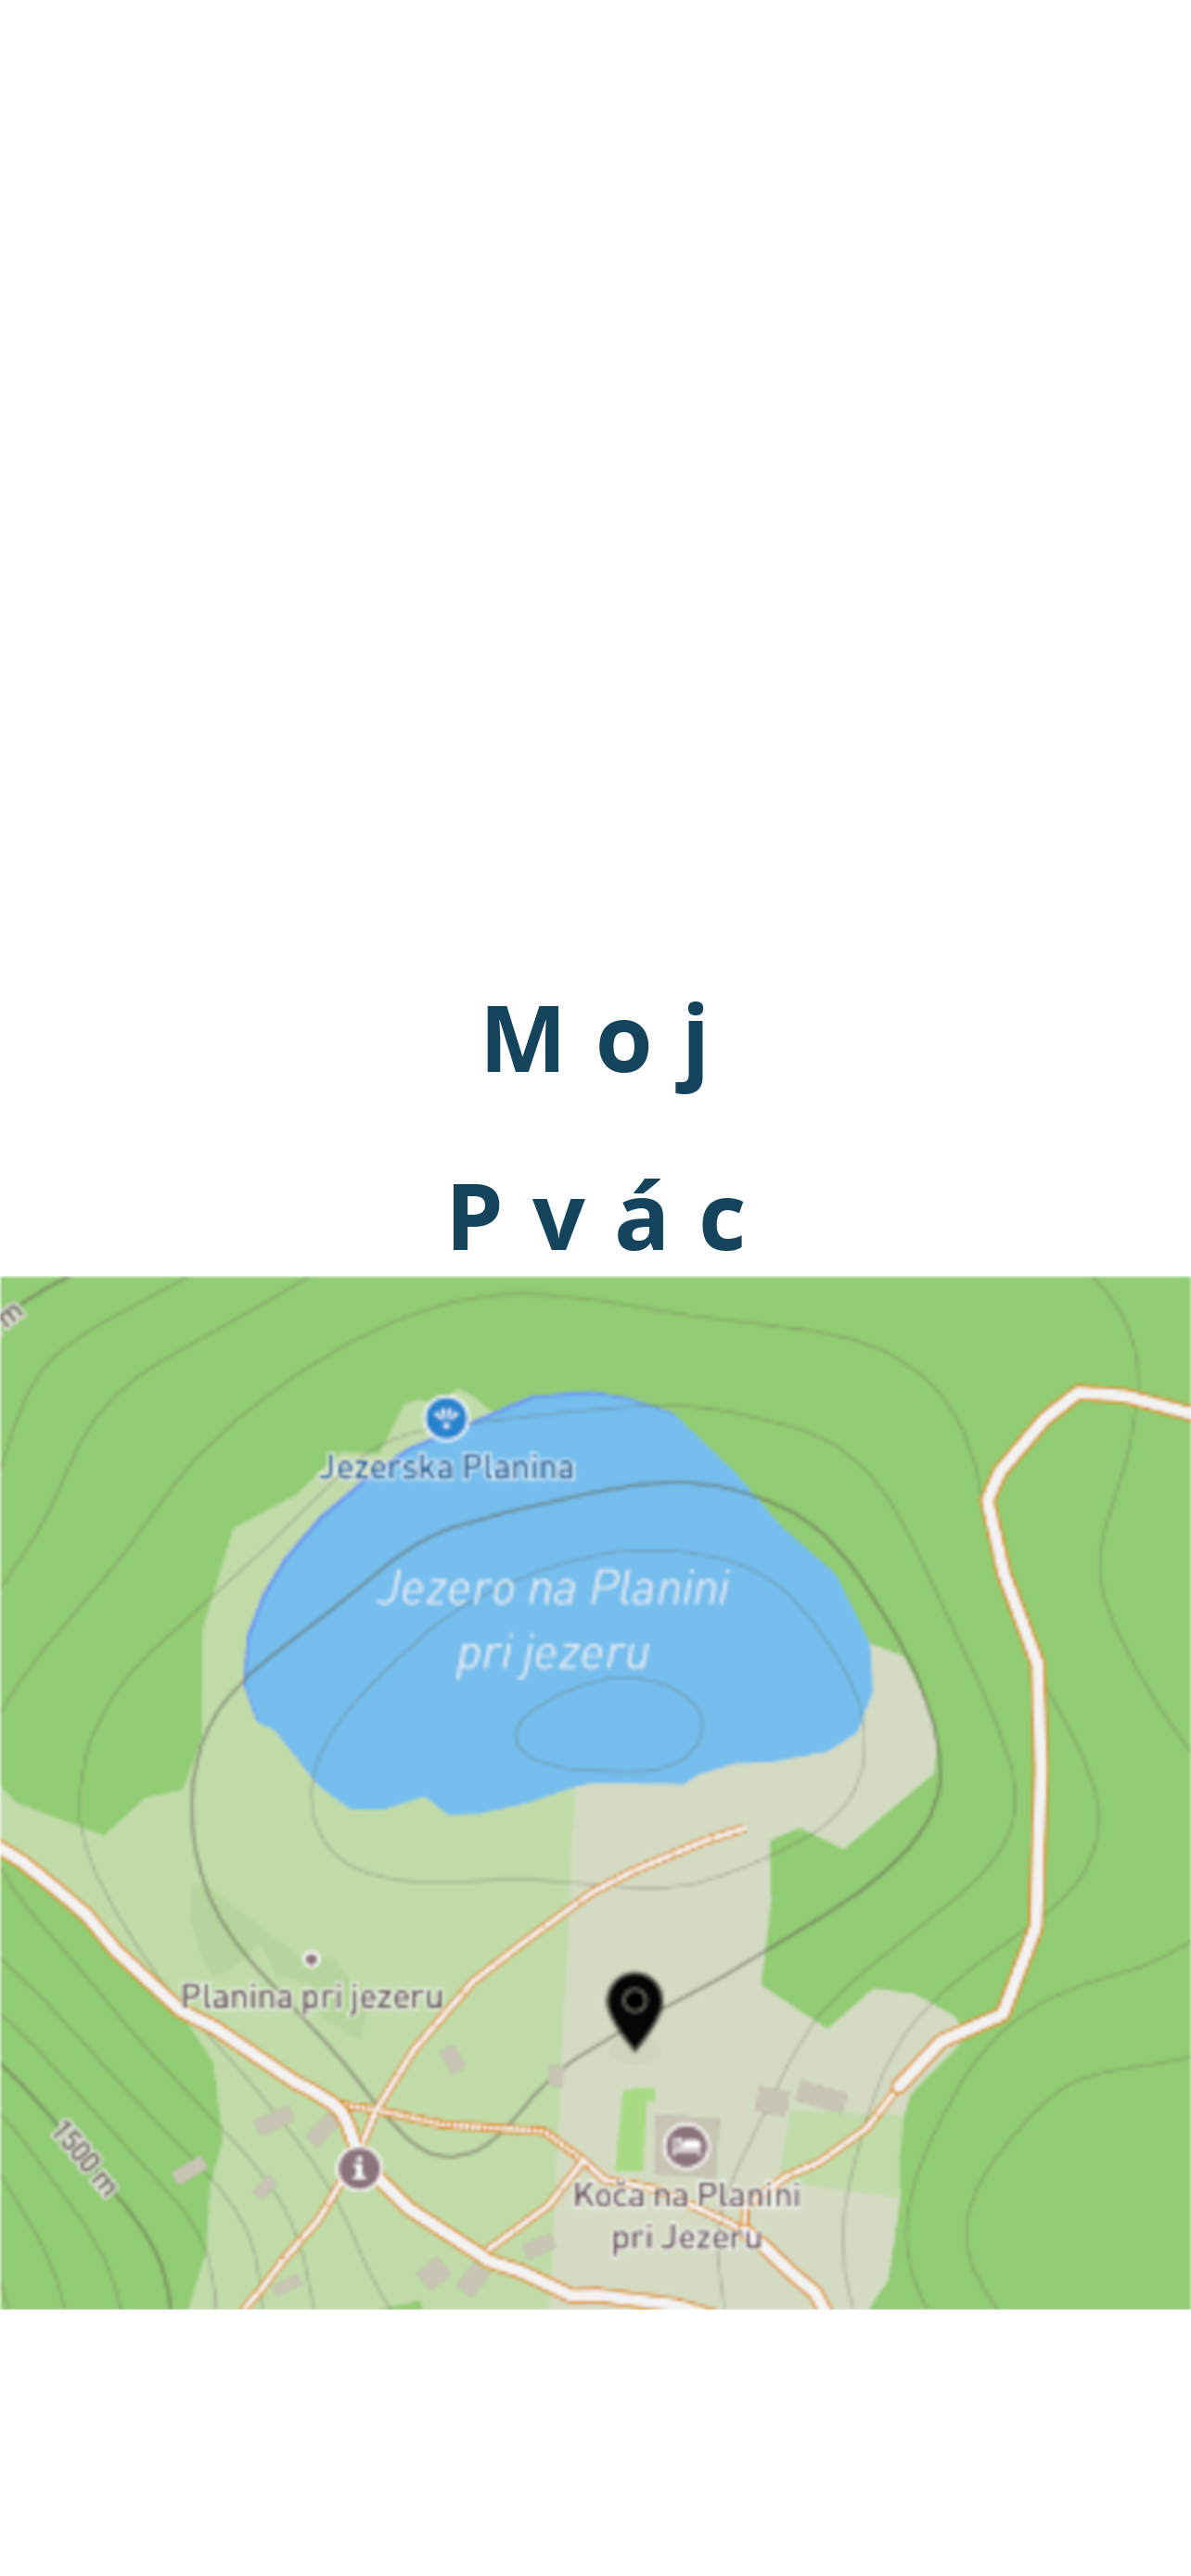 M o j
P v á c
m
Jezerska Planina
Jezero na Planini
pri jezeru
Planina pri jezeru
1500 m
Koča na Planini
pri Jezeru